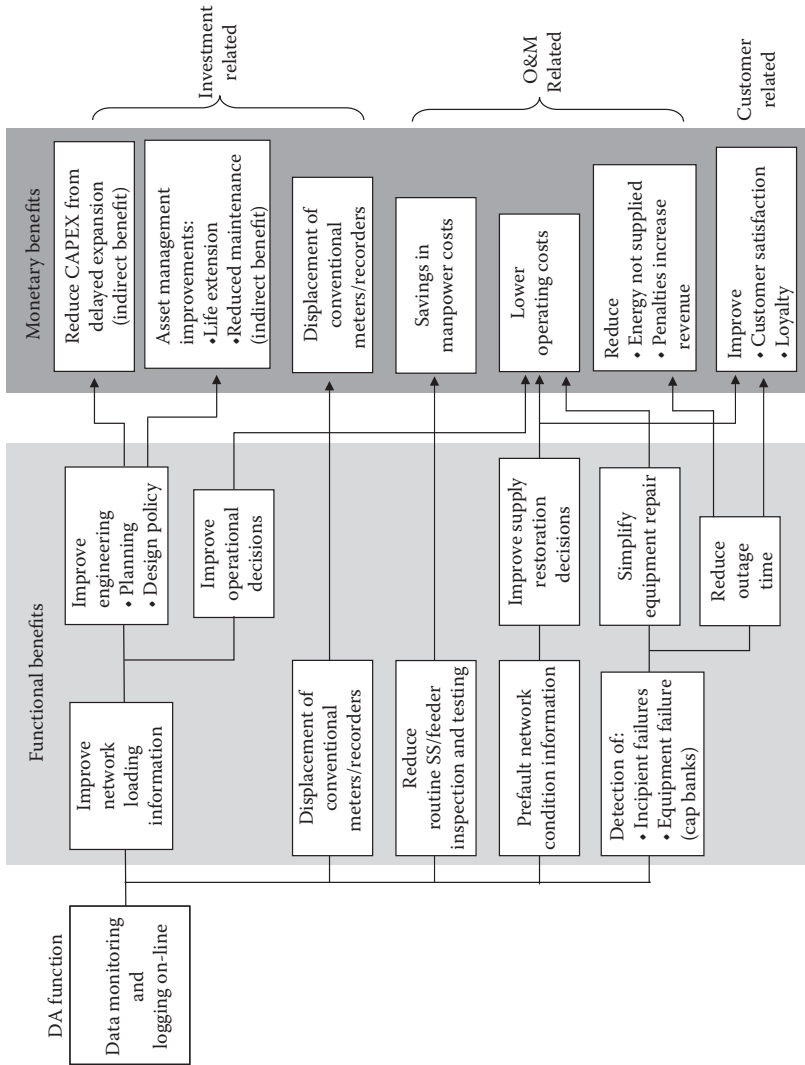 DA function
Data monitoring
and
logging on-line
Functional benefits
Improve
network
loading
information
Displacement of
conventional
meters/recorders
Reduce
routine SS/feeder
inspection and testing
Prefault network
condition information
Detection of:
• Incipient failures
• Equipment failure
(cap banks)
Improve
engineering
• Planning
• Design policy
Improve
operational
decisions
Improve supply
restoration
decisions
Simplify
equipment repair
Reduce
outage
time
Monetary benefits
Reduce CAPEX from
delayed expansion
(indirect benefit)
Asset management
improvements:
•Life extension
•Reduced maintenance
(indirect benefit)
Displacement of
conventional
meters/recorders
Savings in
manpower costs
Lower
operating costs
Reduce
• Energy not supplied
• Penalties increase
revenue
Improve
• Customer satisfaction
• Loyalty
Investment
related
O&M
Related
Customer
related